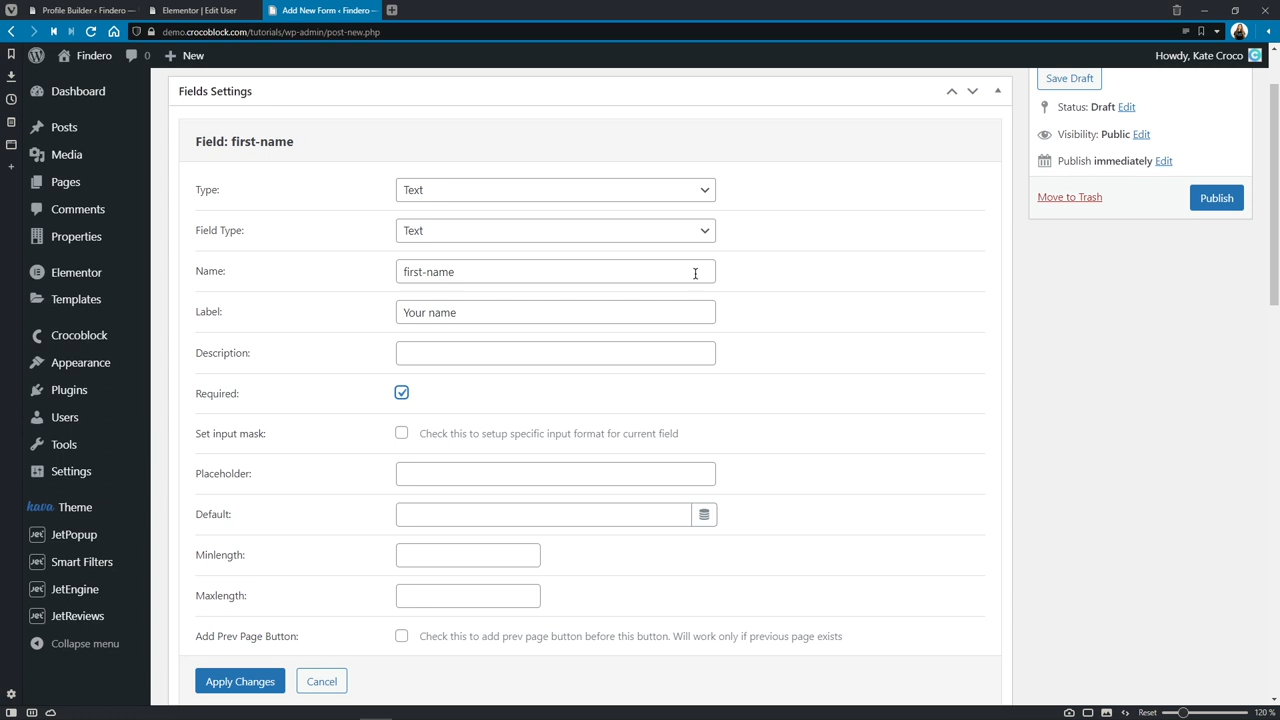 Profile Builder ‹ Findero —
Elementor | Edit User
Add New Form ‹ Findero —
demo.crocoblock.com/tutorials/wp-admin/post-new.php
Findero
0
New
Howdy, Kate Croco
Dashboard
Posts
Media
Pages
Comments
Properties
Elementor
Templates
Crocoblock
Appearance
Plugins
Users
Tools
Settings
kava Theme
JetPopup
Smart Filters
JetEngine
JetReviews
Collapse menu
Fields Settings
Field: first-name
Type: Text
Field Type: Text
Name: first-name
Label: Your name
Description:
Required:
Set input mask: Check this to setup specific input format for current field
Placeholder:
Default:
Minlength:
Maxlength:
Add Prev Page Button: Check this to add prev page button before this button. Will work only if previous page exists
Apply Changes Cancel
Save Draft
Status: Draft Edit
Visibility: Public Edit
Publish immediately Edit
Move to Trash Publish
Reset 120 %